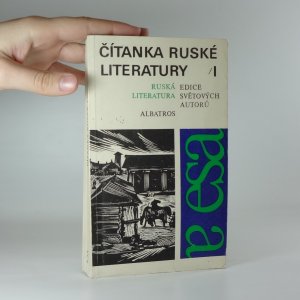 ČÍTANKA RUSKÉ
LITERATURY /I
RUSKÁ EDICE
LITERATURA SVĚTOVÝCH
AUTORŮ
ALBATROS
esa